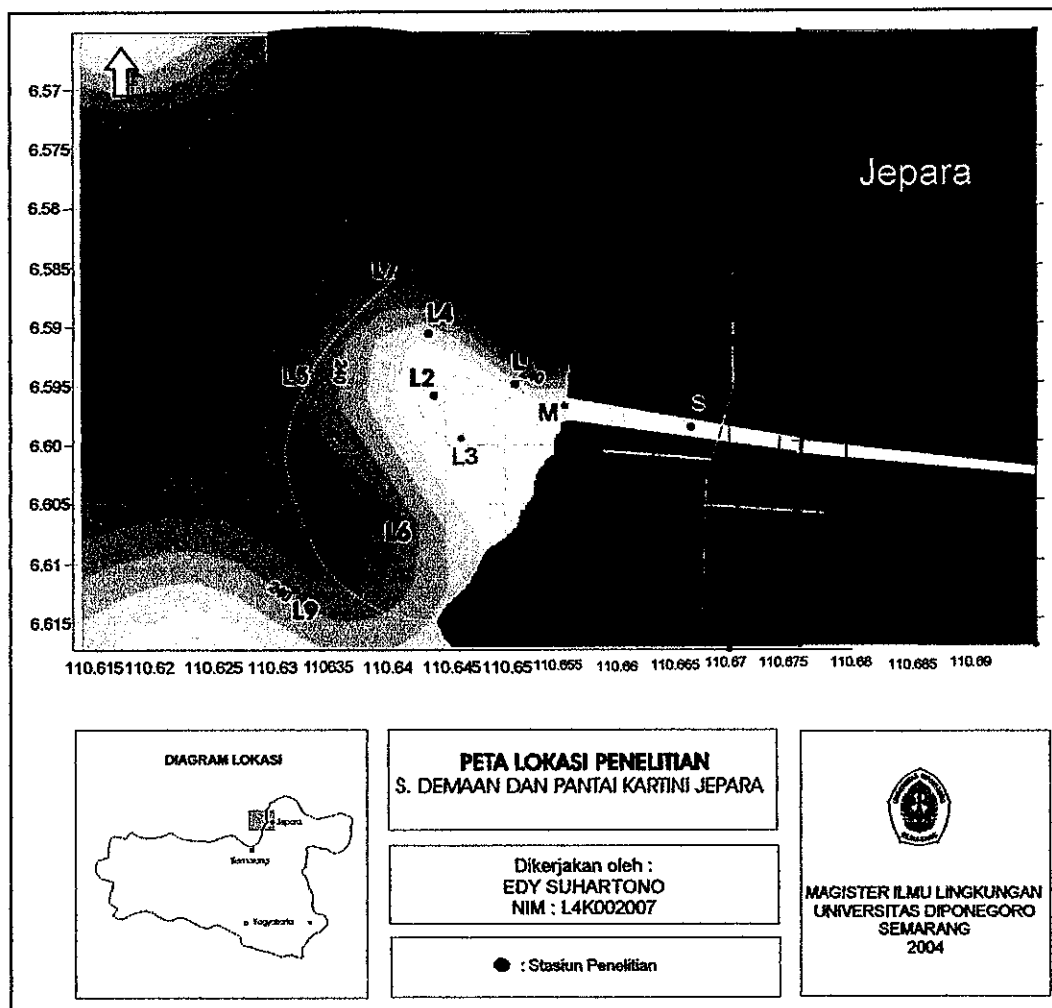 Jepara
6.57
6.575
6.58
6.585
6.59
6.595
6.60
6.605
6.61
6.615
L7
L4
L5
L2
L
M
S
L3
L6
L9
110.615 110.62 110.625 110.63 110635 110.64 110.645 110.65 110.655 110.66 110.665 110.67 110.675 110.68 110.685 110.69
DIAGRAM LOKASI
Jepara
Semarang
Yogyakarta
PETA LOKASI PENELITIAN
S. DEMAAN DAN PANTAI KARTINI JEPARA
Dikerjakan oleh :
EDY SUHARTONO
NIM : L4K002007
: Stasiun Penelitian
MAGISTER ILMU LINGKUNGAN
UNIVERSITAS DIPONEGORO
SEMARANG
2004